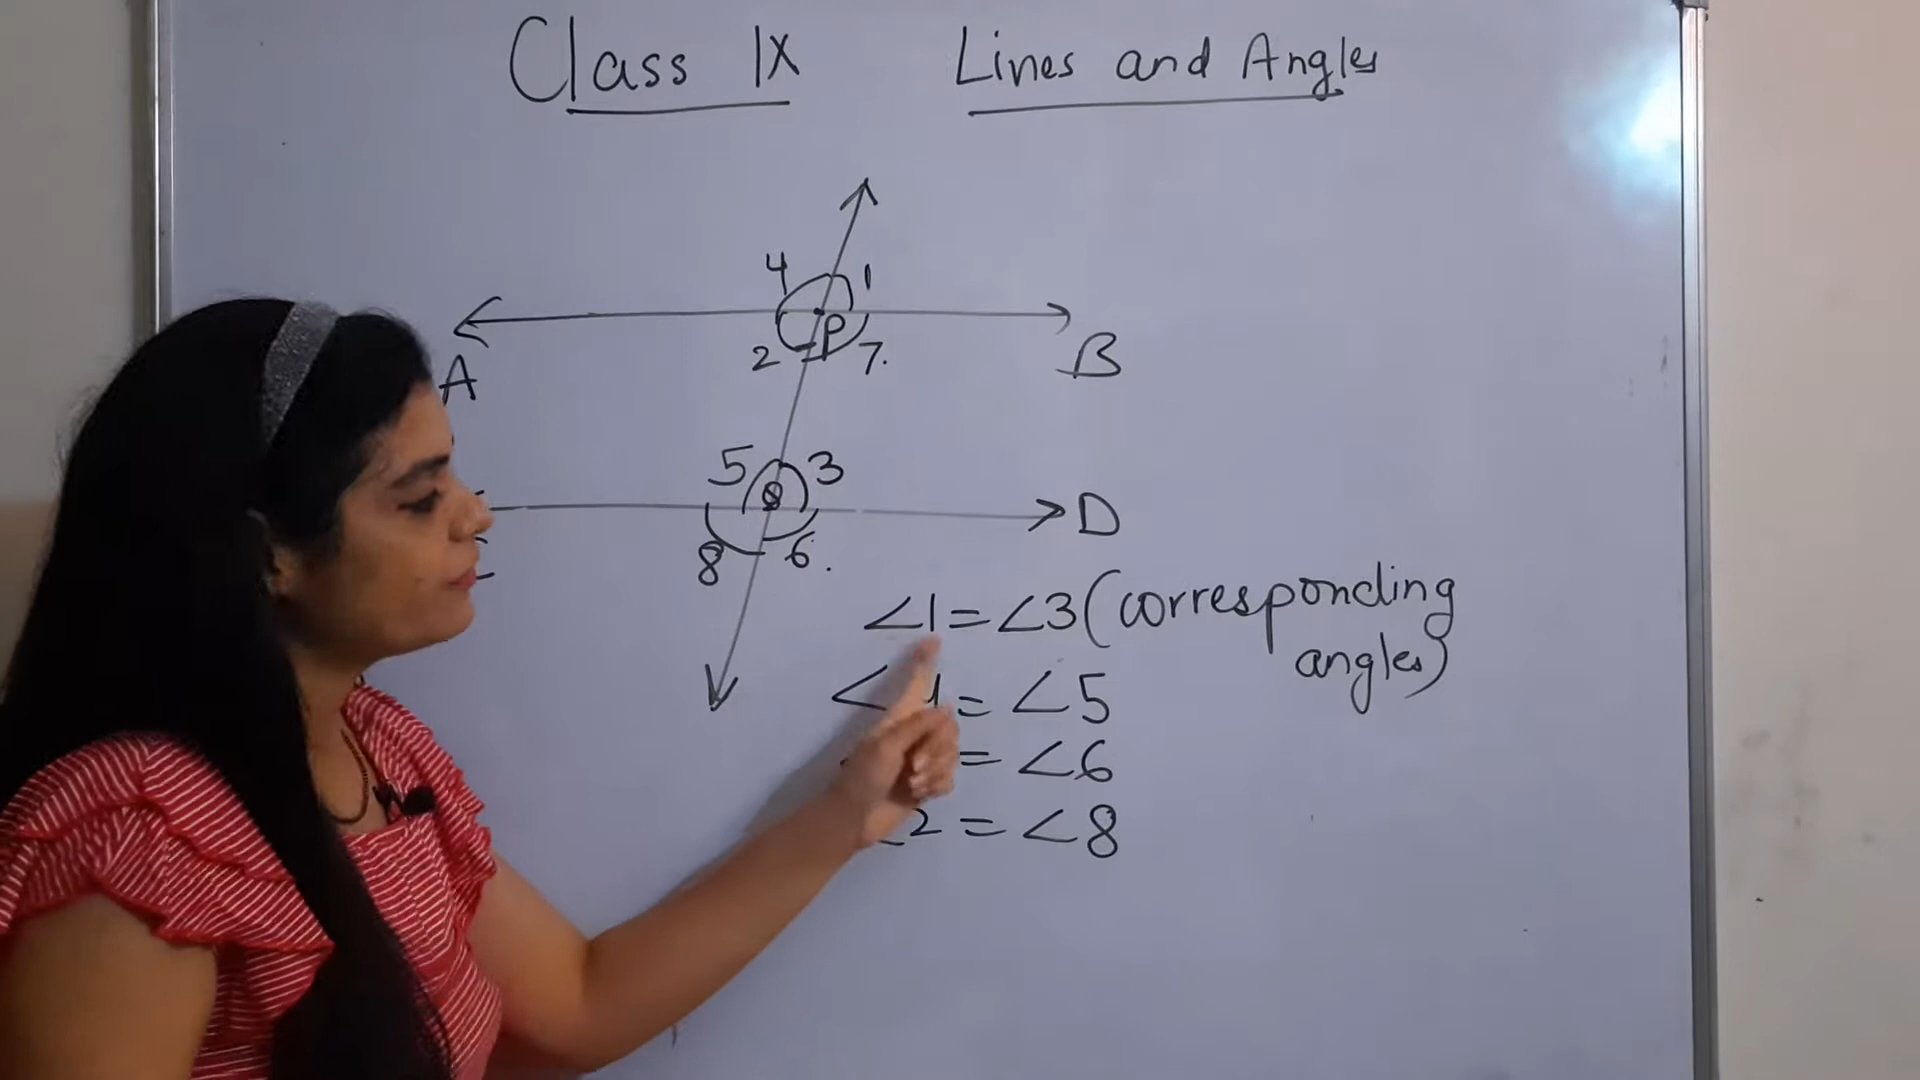 Class IX Lines and Angles
4 1
P
2 7.
A B
5 3
Q
D
8 6.
∠1=∠3(corresponding
angles)
∠ = ∠5
= ∠6
∠2 = ∠8